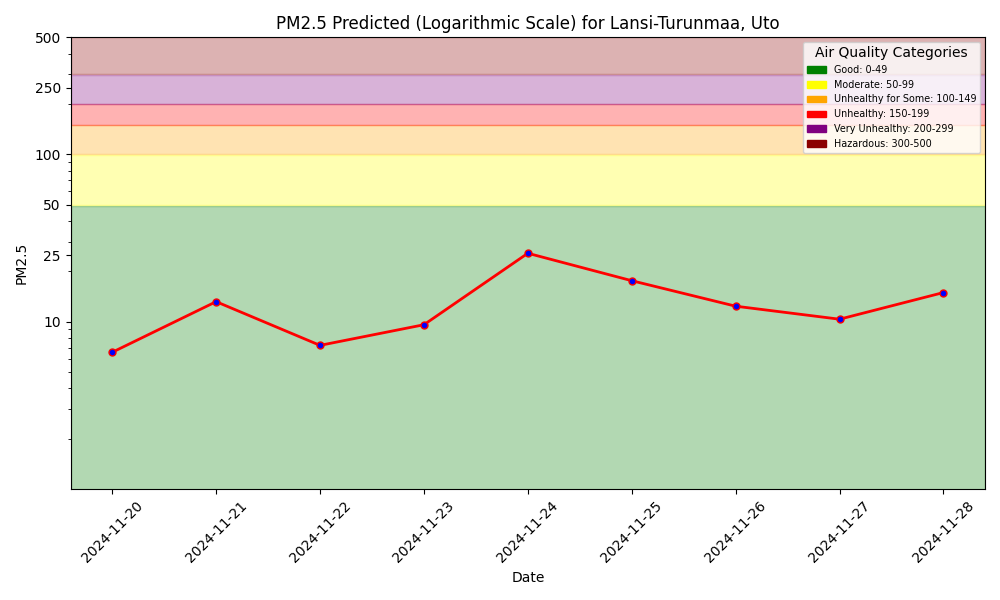 PM2.5 Predicted (Logarithmic Scale) for Lansi-Turunmaa, Uto
500
250
100
50
25
10
PM2.5
Air Quality Categories
Good: 0-49
Moderate: 50-99
Unhealthy for Some: 100-149
Unhealthy: 150-199
Very Unhealthy: 200-299
Hazardous: 300-500
2024-11-20
2024-11-21
2024-11-22
2024-11-23
2024-11-24
2024-11-25
2024-11-26
2024-11-27
2024-11-28
Date